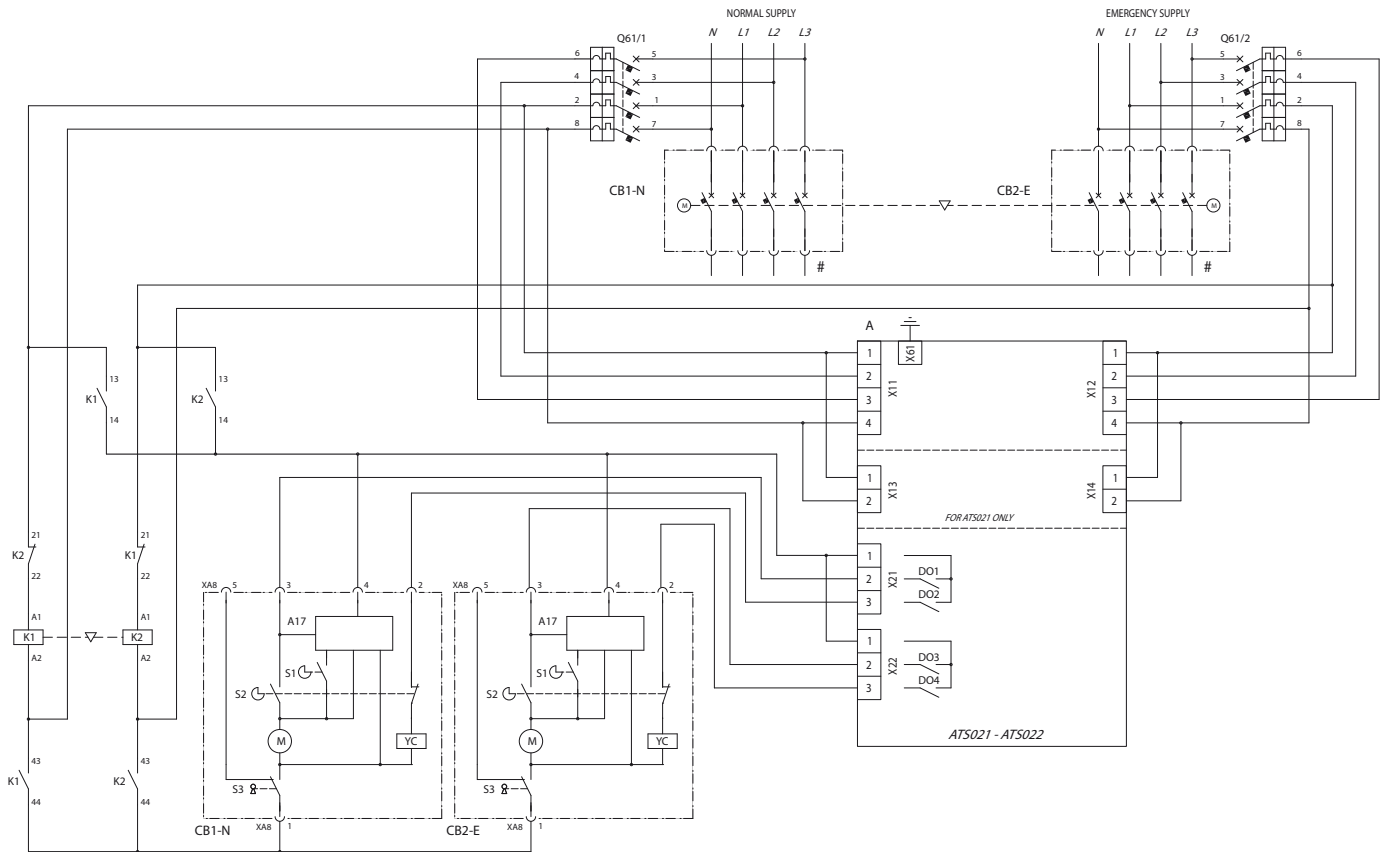 NORMAL SUPPLY
EMERGENCY SUPPLY
N L1 L2 L3
N L1 L2 L3
Q61/1
Q61/2
6 5 5 6
4 3 3 4
2 1 1 2
8 7 7 8
CB1-N
CB2-E
M
M
#
#
A
-
X61
1 1
2 2
X11 X12
3 3
4 4
13 13
K1 K2
14 14
1 1
X13 X14
2 2
FOR ATS021 ONLY
21 21
K2 K1
22 22
1
2 X21 DO1
3 DO2
XA8 5 3 4 2
XA8 5 3 4 2
A1 A1
K1 K2
A2 A2
A17
A17
1
2 X22 DO3
3 DO4
S1
S1
S2
S2
M YC
M YC
ATS021 - ATS022
43 43
K1 K2
44 44
S3
S3
CB1-N XA8 1
CB2-E XA8 1